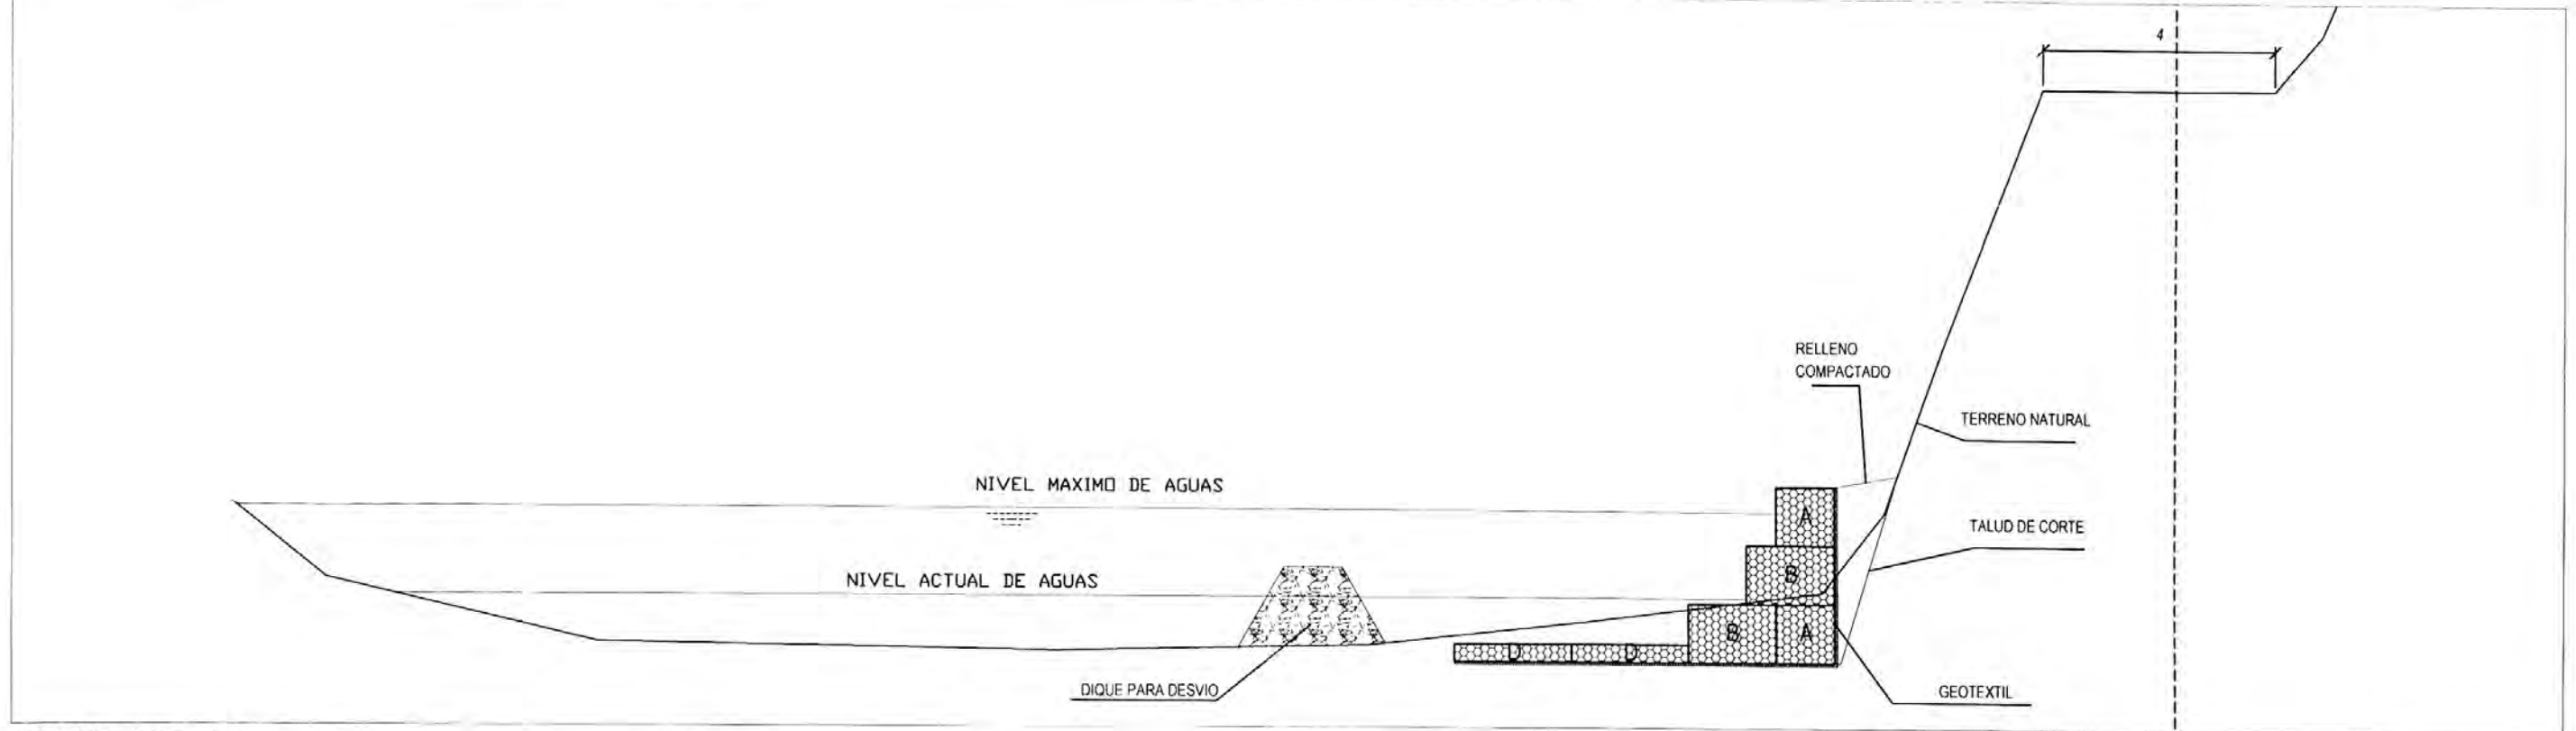 4
RELLENO
COMPACTADO
TERRENO NATURAL
NIVEL MAXIMO DE AGUAS
A
TALUD DE CORTE
NIVEL ACTUAL DE AGUAS
B
B A
D D
DIQUE PARA DESVIO
GEOTEXTIL